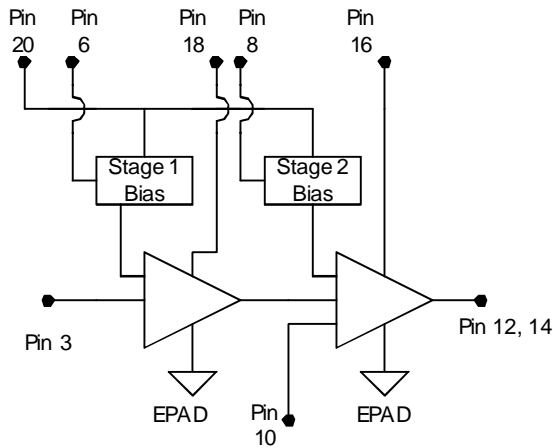 Pin
20
Pin
6
Pin
18
Pin
8
Pin
16
Stage 1
Bias
Stage 2
Bias
Pin 3
EPAD
Pin
10
EPAD
Pin 12, 14